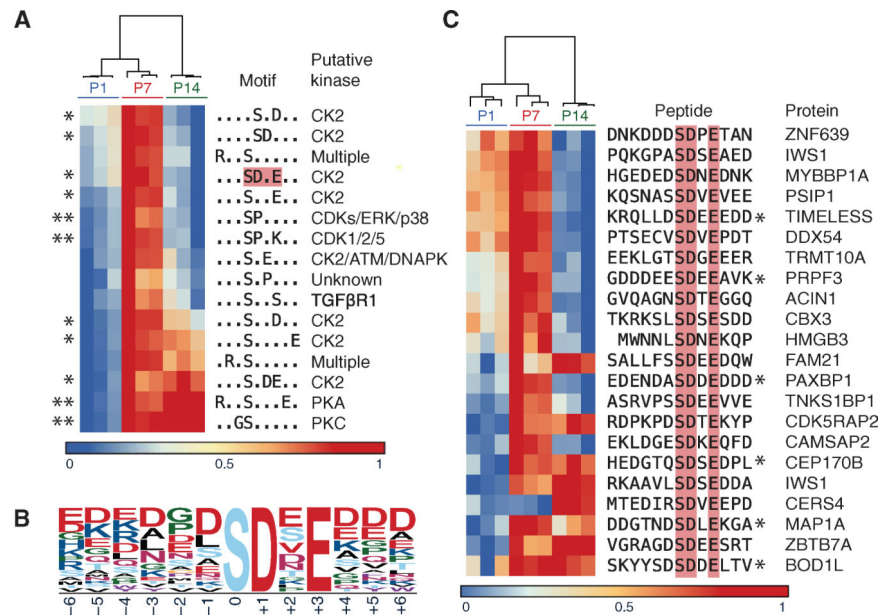 A
P1 P7 P14
Motif
Putative
kinase
* ....S.D.. CK2
* .....SD.. CK2
R..S..... Multiple
* ....SD.E. CK2
* ....S..E. CK2
** ....SP.... CDKs/ERK/p38
** ....SP.K.. CDK1/2/5
....S.E... CK2/ATM/DNAPK
....S.P... Unknown
....S..S.. TGFβR1
* ....S...D. CK2
* ....S....E CK2
..R.S..... Multiple
* ....S..DE. CK2
** R...S....E. PKA
** ...GS..... PKC
0 0.5 1
B
S D E
−6 −5 −4 −3 −2 −1 0 +1 +2 +3 +4 +5 +6
C
P1 P7 P14
Peptide Protein
DNKDDDSDPETAN ZNF639
PQKGPASDSEAED IWS1
HGEDEDSDNEDNK MYBBP1A
KQSNASSDVEVEE PSIP1
KRQLLDSDEEEDD * TIMELESS
PTSECVSDVEPDT DDX54
EEKLGTSDGEEER TRMT10A
GDDDEESDEEAVK * PRPF3
GVQAGNSDTEGGQ ACIN1
TKRKSLSDSESDD CBX3
MWNNLSDNEKQP HMGB3
SALLFSSDEEDQW FAM21
EDENDASDDEDDD * PAXBP1
ASRVPSSDEEVVE TNKS1BP1
RDPKPDSDTEKYP CDK5RAP2
EKLDGESDKEQFD CAMSAP2
HEDGTQSDSEDPL * CEP170B
RKAAVLSDSEDDA IWS1
MTEDIRSDVEEPD CERS4
DDGTNDSDLEKGA * MAP1A
VGRAGDSDEESRT ZBTB7A
SKYYSDSDDELTV * BOD1L
0 0.5 1